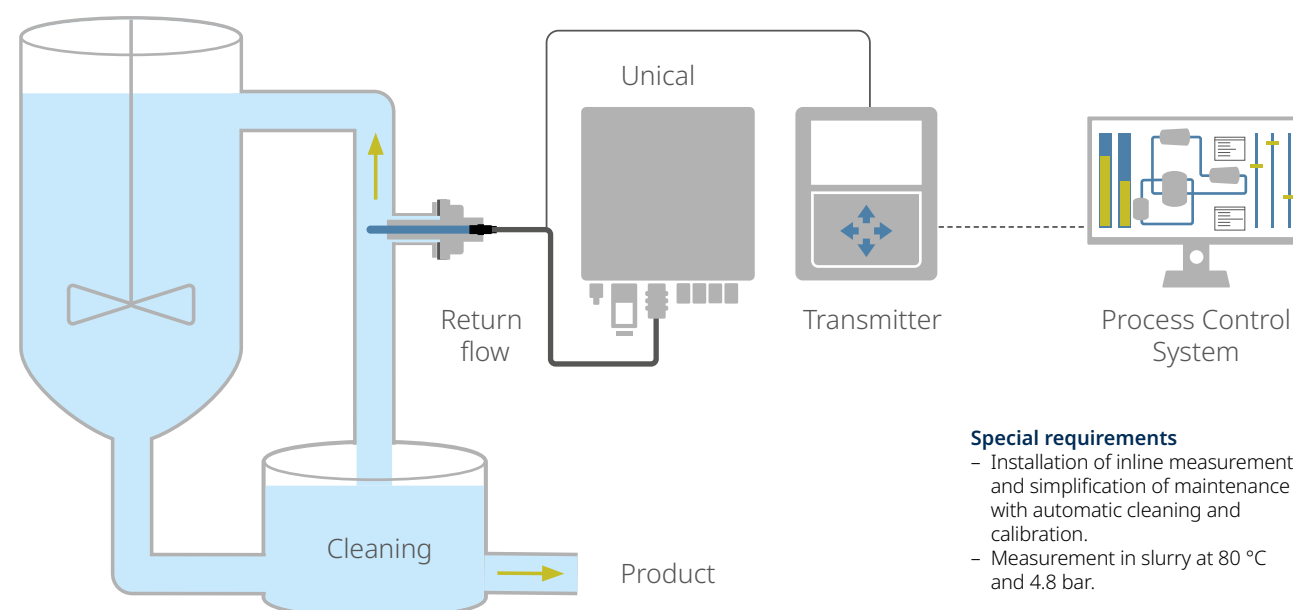 Unical
Return
flow
Transmitter
Process Control
System
Cleaning
Product
Special requirements
– Installation of inline measurement
and simplification of maintenance
with automatic cleaning and
calibration.
– Measurement in slurry at 80 °C
and 4.8 bar.